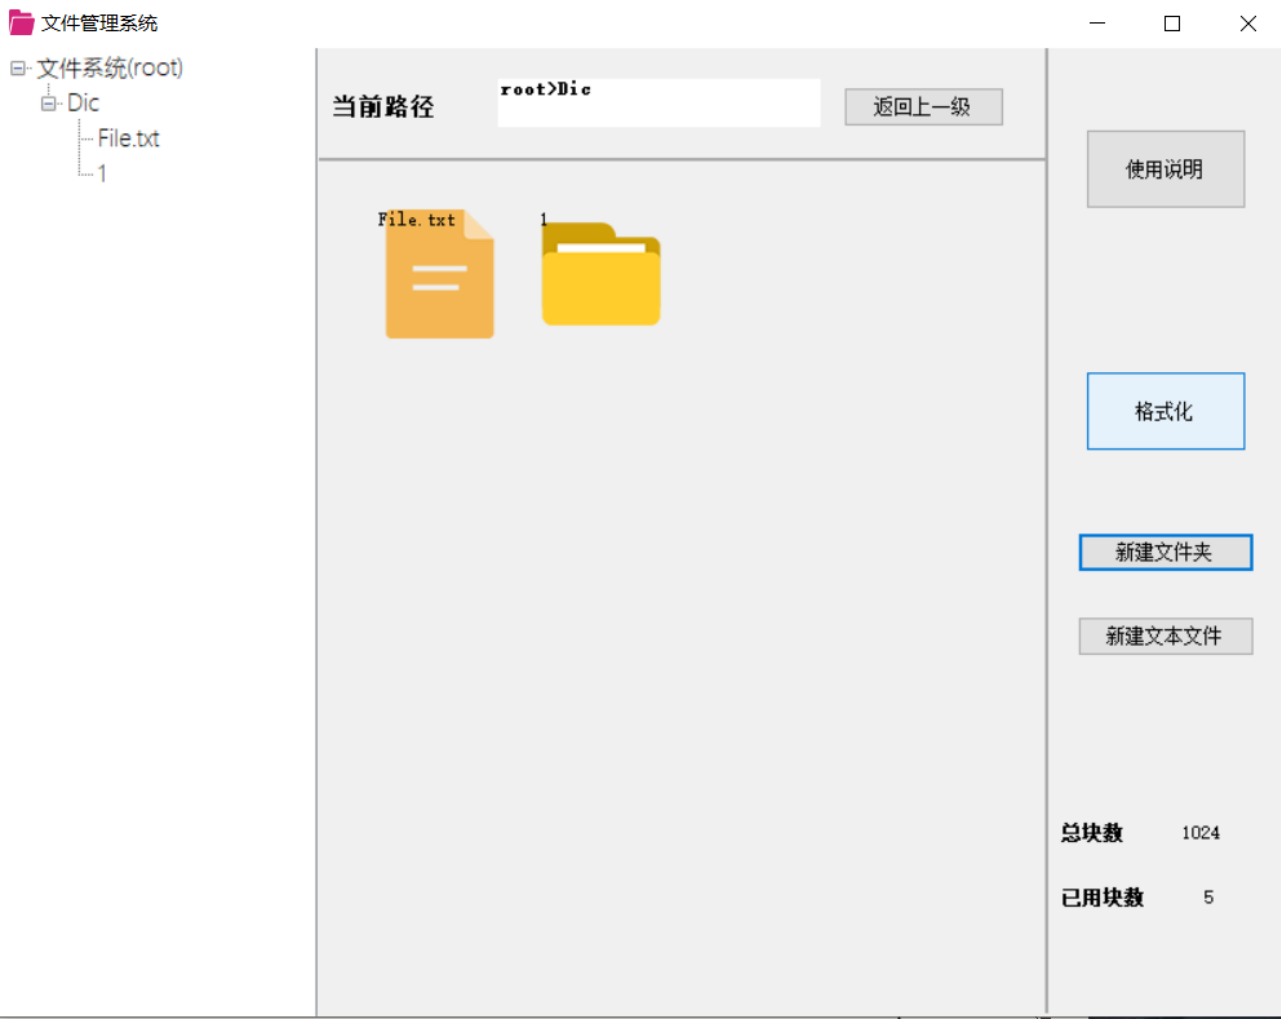 文件管理系统
文件系统(root)
Dic
File.txt
1
当前路径
root>Dic
返回上一级
File.txt
1
使用说明
格式化
新建文件夹
新建文本文件
总块数 1024
已用块数 5